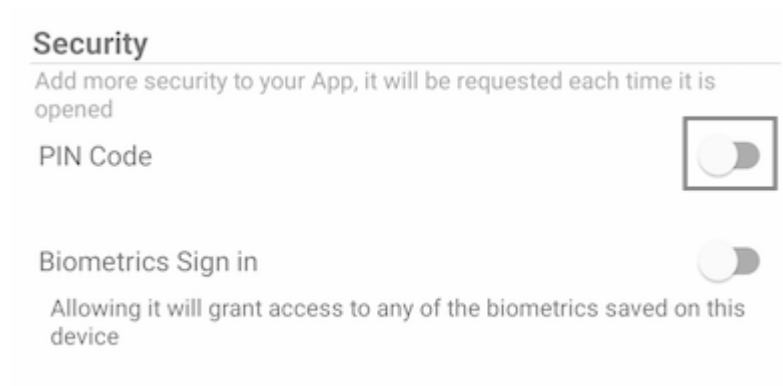 Security
Add more security to your App, it will be requested each time it is
opened
PIN Code
Biometrics Sign in
Allowing it will grant access to any of the biometrics saved on this
device